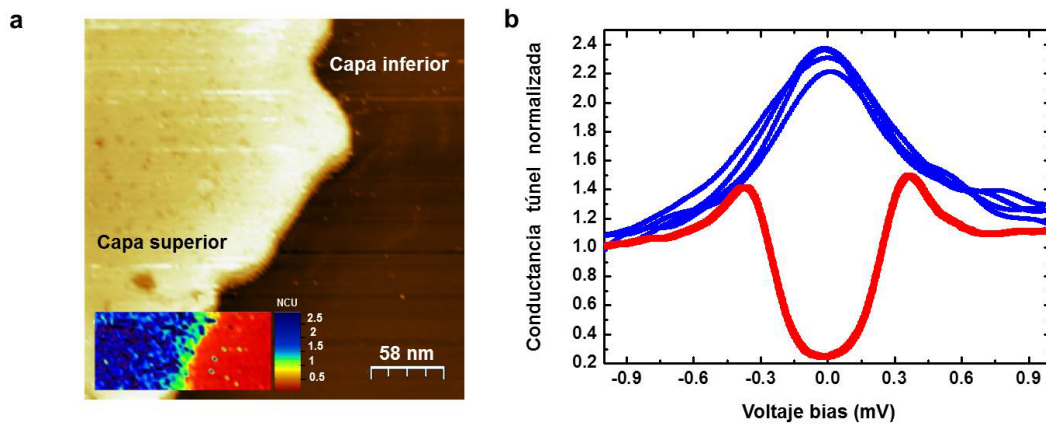 a
Capa inferior
Capa superior
NCU
2.5
2
1.5
1
0.5
58 nm
b
Conductancia túnel normalizada
2.4
2.2
2.0
1.8
1.6
1.4
1.2
1.0
0.8
0.6
0.4
0.2
-0.9 -0.6 -0.3 0.0 0.3 0.6 0.9
Voltaje bias (mV)